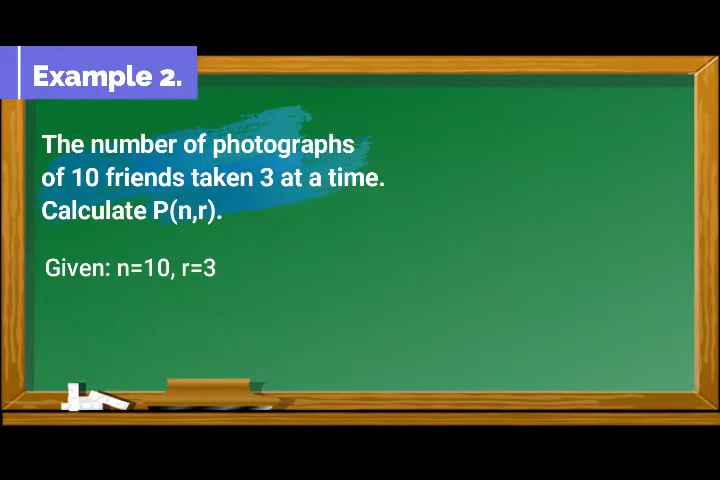 Example 2.
The number of photographs
of 10 friends taken 3 at a time.
Calculate P(n,r).
Given: n=10, r=3